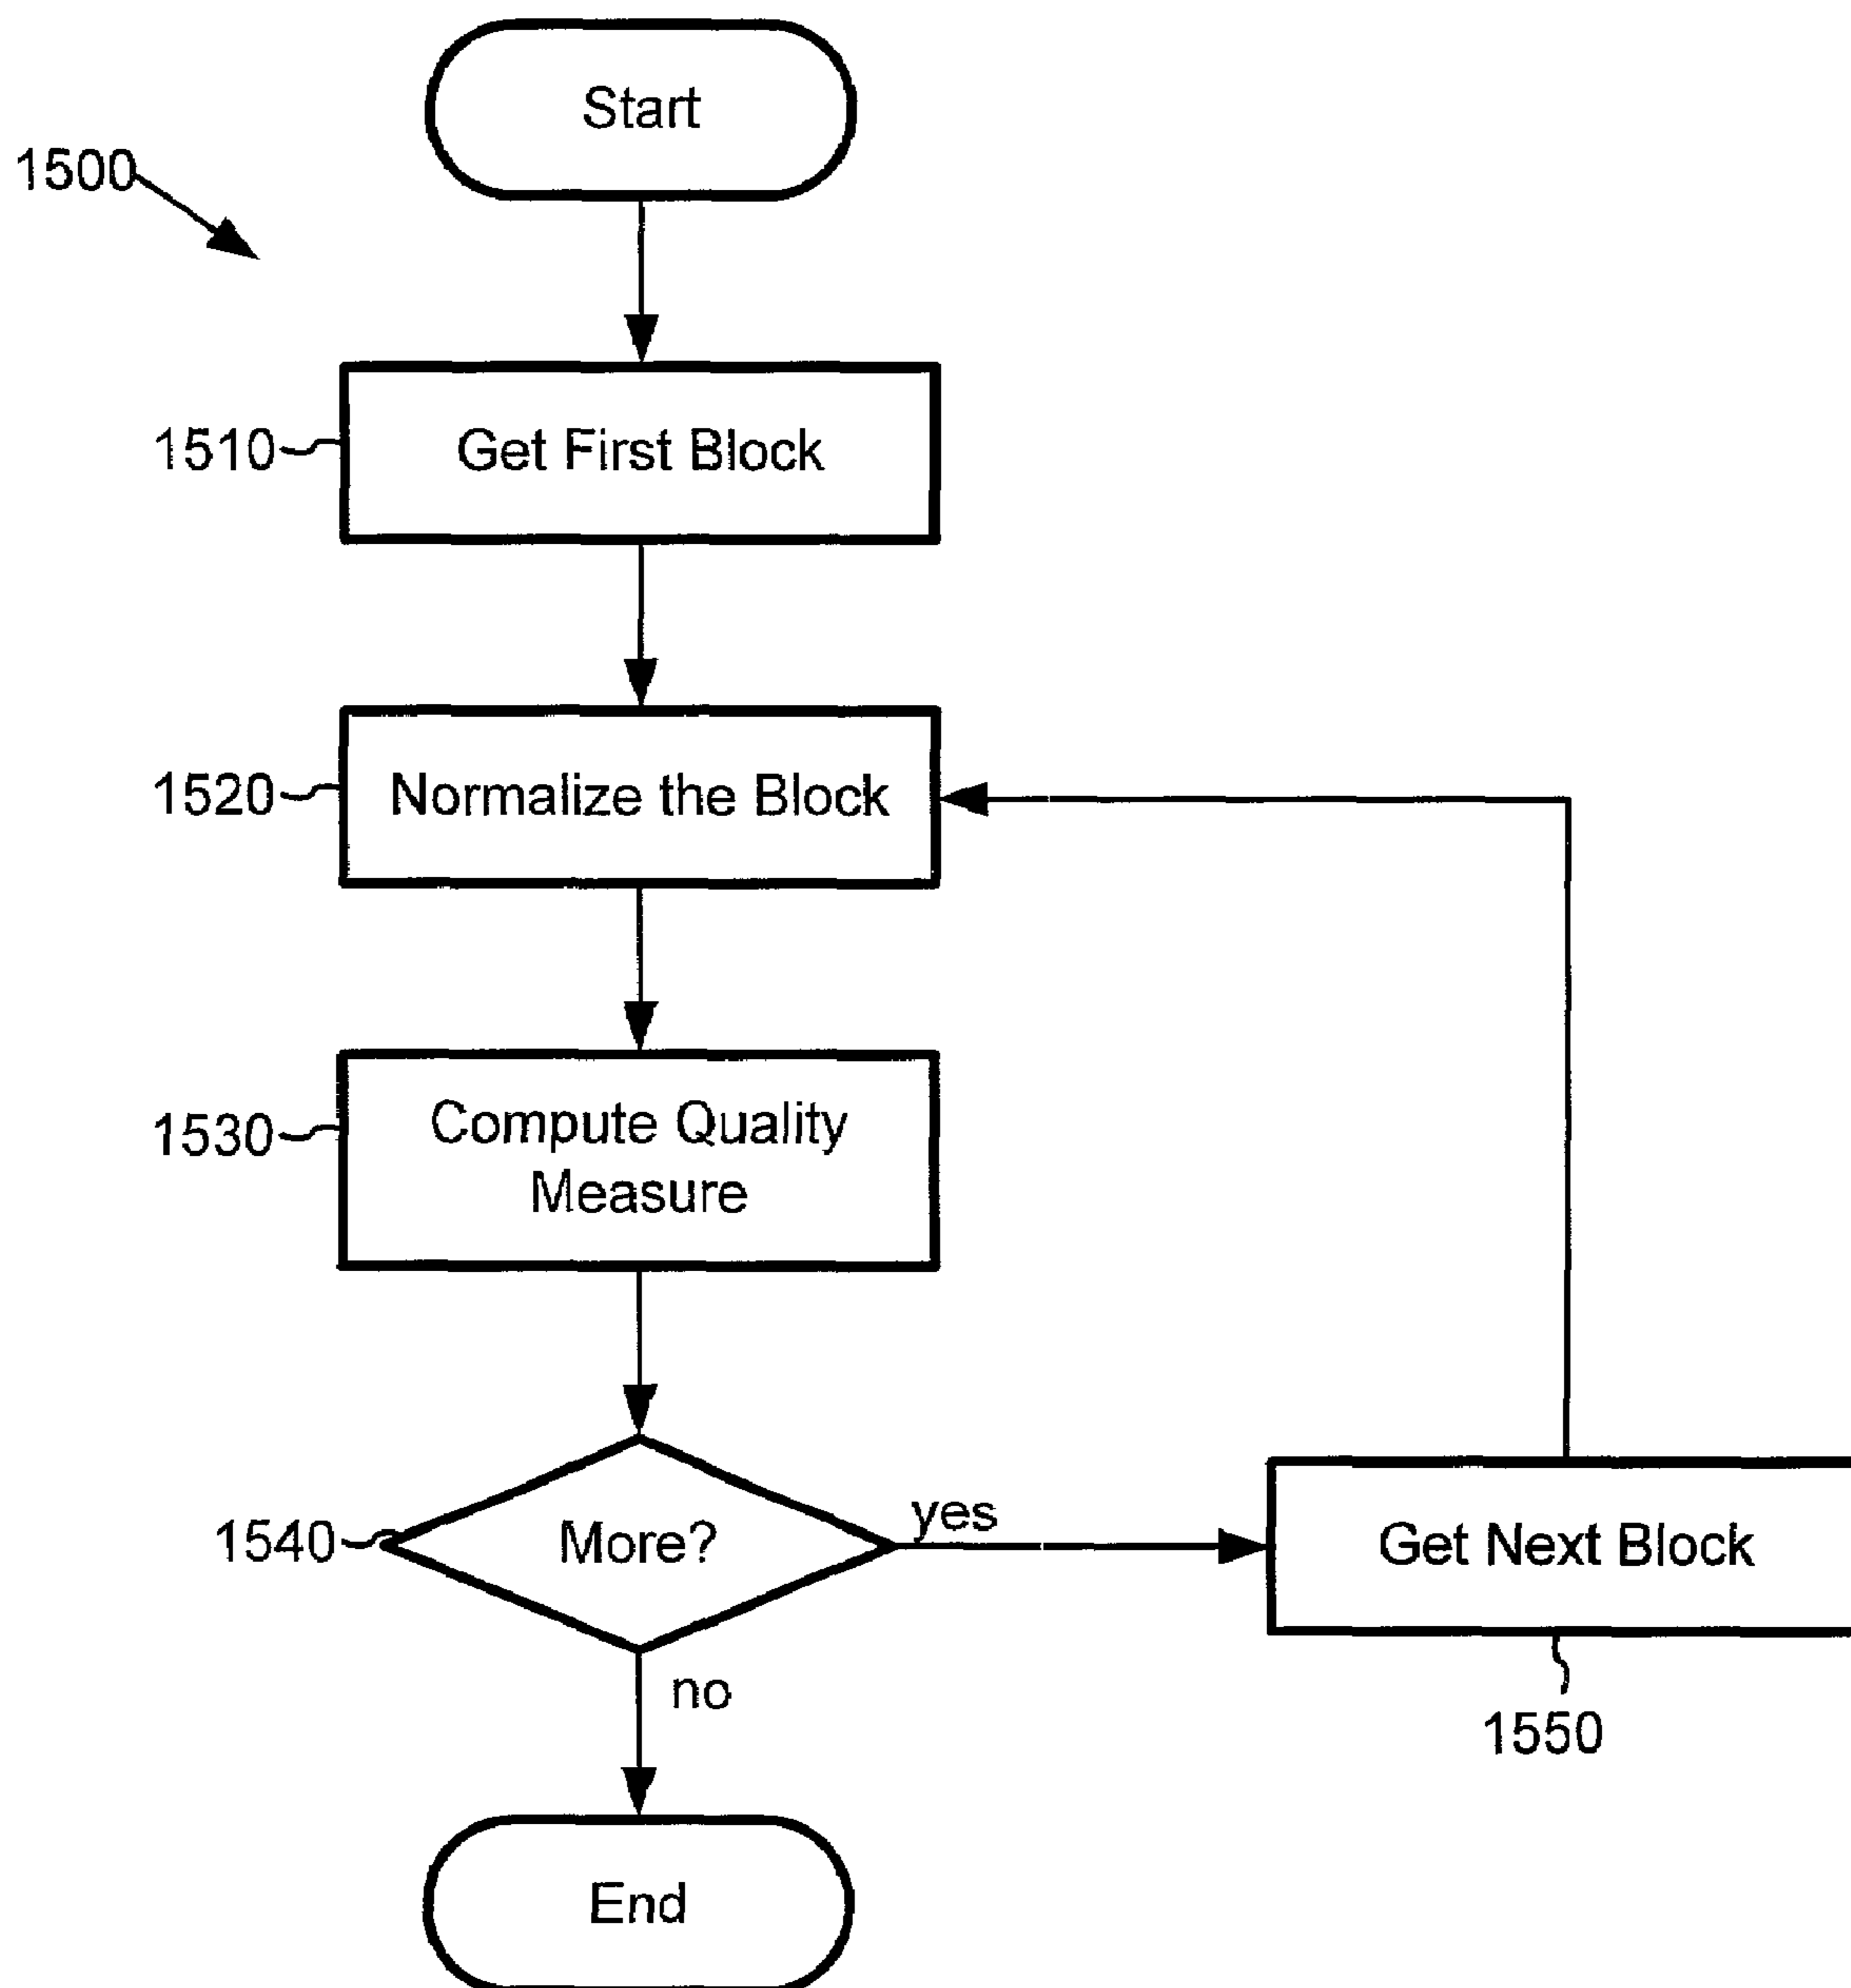 Start
1500
1510
Get First Block
1520
Normalize the Block
1530
Compute Quality
Measure
1540
More?
yes
Get Next Block
no
1550
End